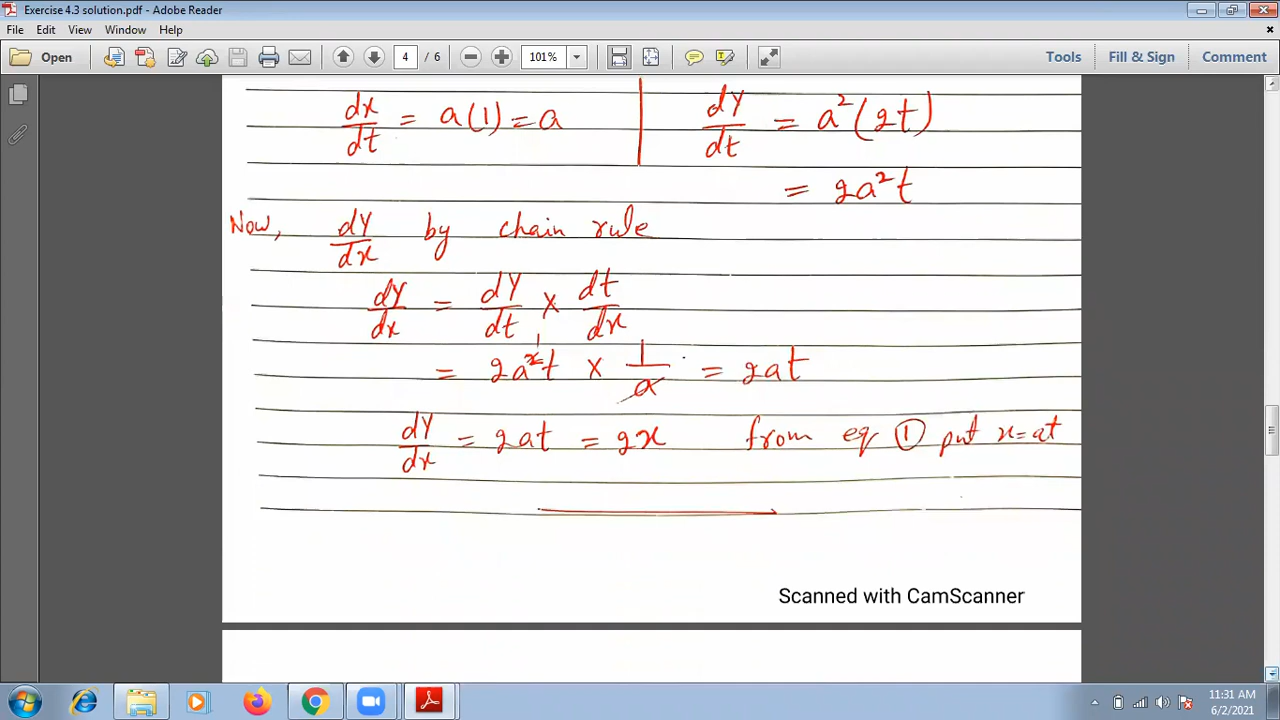 Exercise 4.3 solution.pdf - Adobe Reader
File Edit View Window Help
Open 4 / 6 101% Tools Fill & Sign Comment
dx/dt = a(1) = a
dy/dt = a²(2t)
= 2a²t
Now, dy/dx by chain rule
dy/dx = dy/dt × dt/dx
= 2a²t × 1/a = 2at
dy/dx = 2at = 2x from eq ① put x=at
Scanned with CamScanner
11:31 AM
6/2/2021